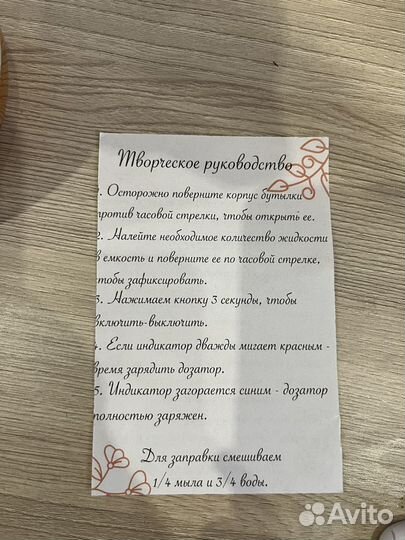 Творческое руководство
1. Осторожно поверните корпус бутылки
против часовой стрелки, чтобы открыть ее.
2. Налейте необходимое количество жидкости
в емкость и поверните ее по часовой стрелке,
чтобы зафиксировать.
3. Нажимаем кнопку 3 секунды, чтобы
включить-выключить.
4. Если индикатор дважды мигает красным -
время зарядить дозатор.
5. Индикатор загорается синим - дозатор
полностью заряжен.
Для заправки смешиваем
1/4 мыла и 3/4 воды.
Avito